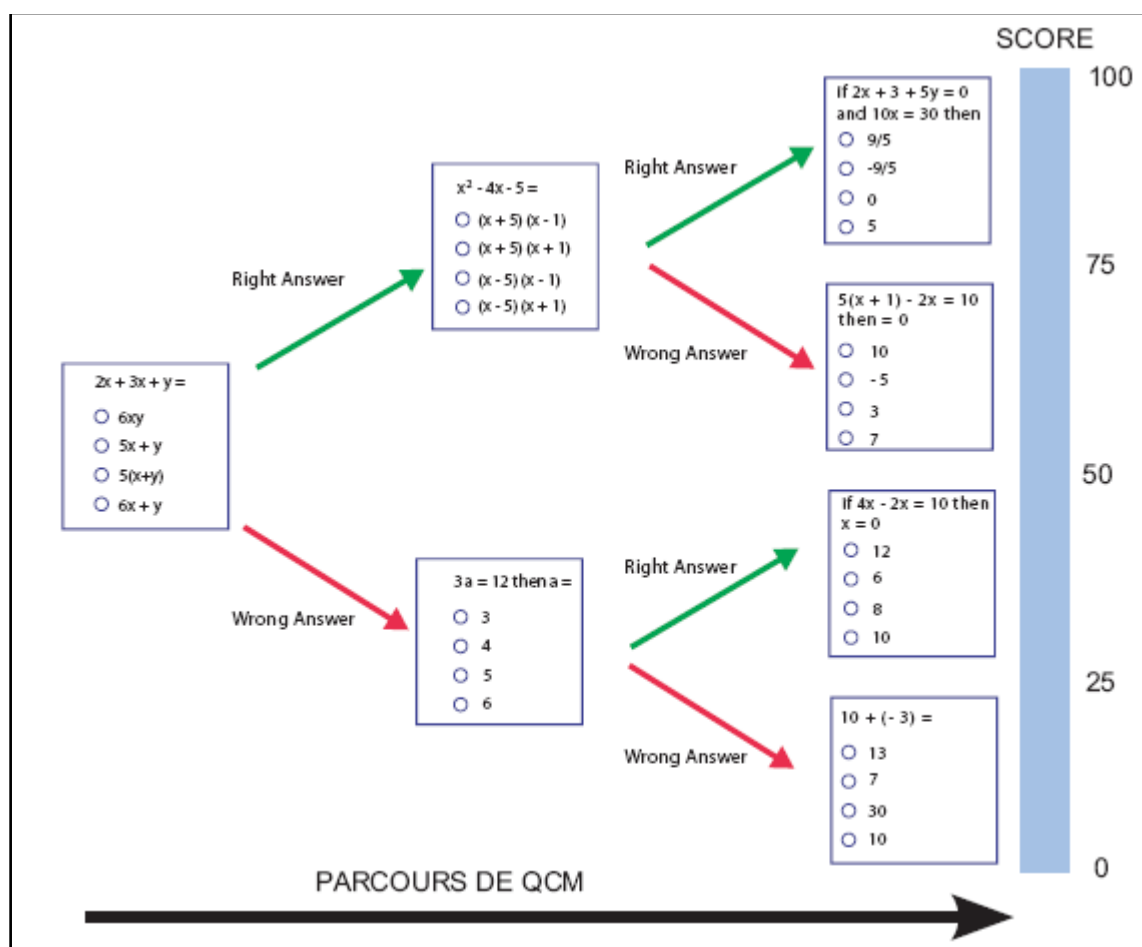 SCORE
100
75
50
25
0
2x + 3x + y =
6xy
5x + y
5(x+y)
6x + y
Right Answer
Wrong Answer
x² - 4x - 5 =
(x + 5) (x - 1)
(x + 5) (x + 1)
(x - 5) (x - 1)
(x - 5) (x + 1)
3a = 12 then a =
3
4
5
6
Right Answer
Wrong Answer
Right Answer
Wrong Answer
If 2x + 3 + 5y = 0
and 10x = 30 then
9/5
-9/5
0
5
5(x + 1) - 2x = 10
then = 0
10
- 5
3
7
If 4x - 2x = 10 then
x = 0
12
6
8
10
10 + (- 3) =
13
7
30
10
PARCOURS DE QCM